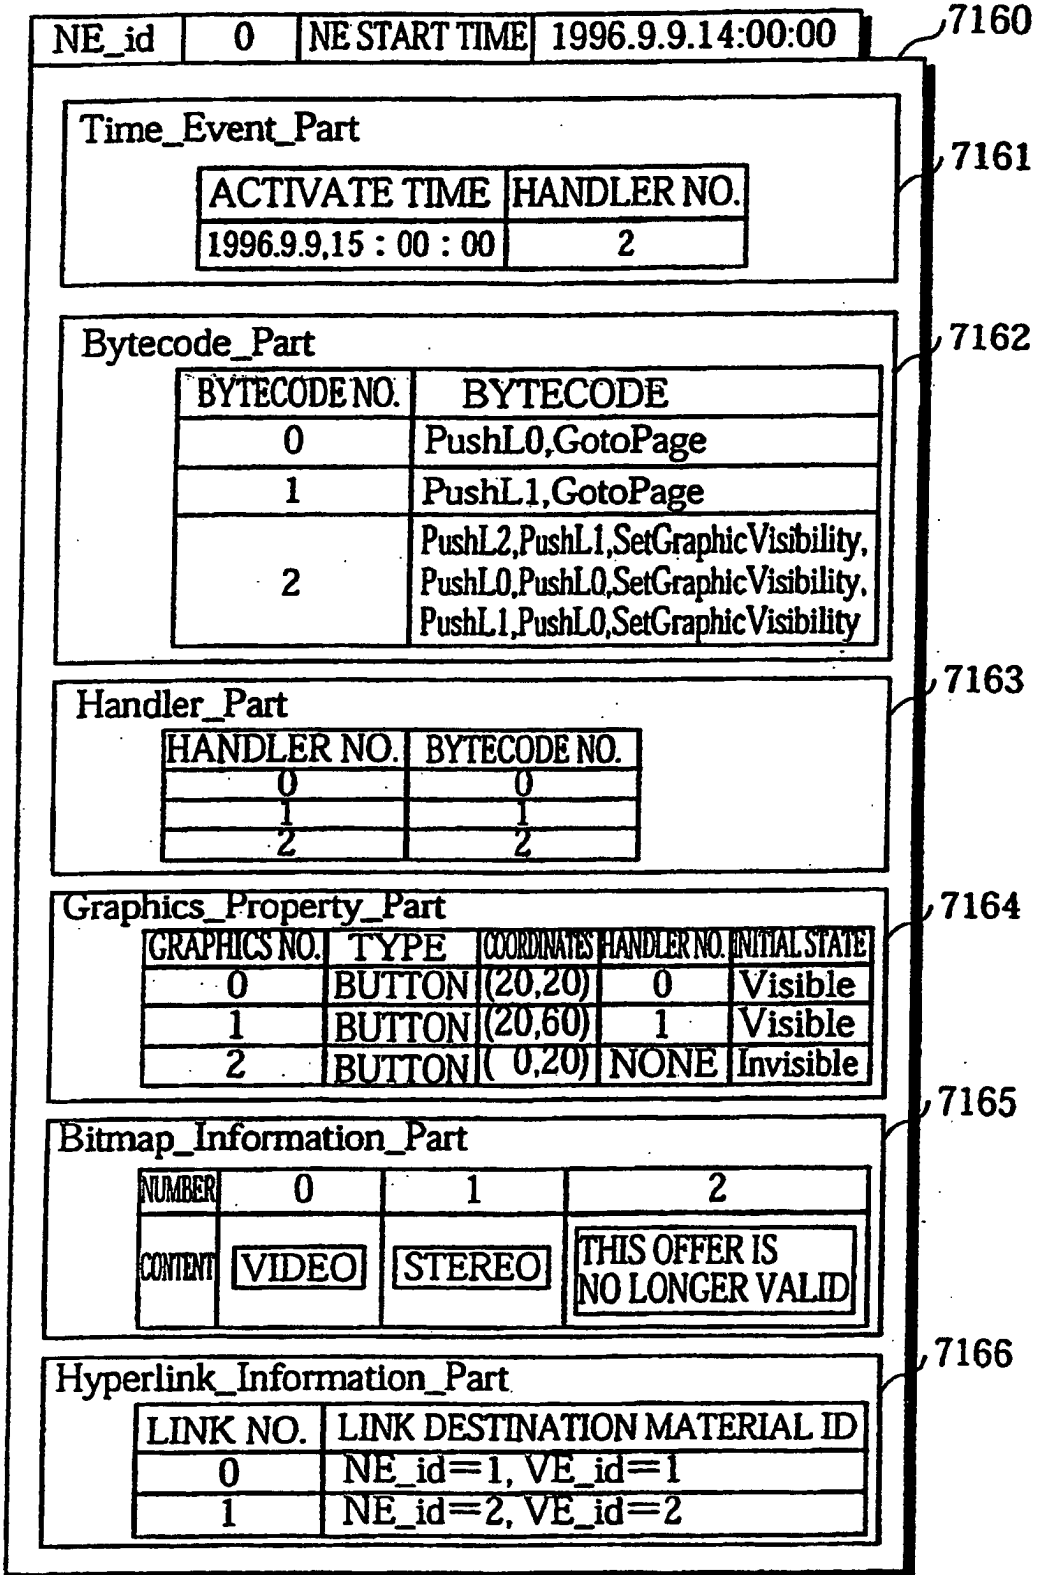 NE_id 0 NE START TIME 1996.9.9.14:00:00 7160
Time_Event_Part
7161
ACTIVATE TIME HANDLER NO.
1996.9.9,15 : 00 : 00 2
Bytecode_Part 7162
BYTECODE NO. BYTECODE
0 PushL0,GotoPage
1 PushL1,GotoPage
2 PushL2,PushL1,SetGraphicVisibility,
PushL0,PushL0,SetGraphicVisibility,
PushL1,PushL0,SetGraphicVisibility
Handler_Part 7163
HANDLER NO. BYTECODE NO.
0 0
1 1
2 2
Graphics_Property_Part 7164
GRAPHICS NO. TYPE COORDINATES HANDLER NO. INITIAL STATE
0 BUTTON (20,20) 0 Visible
1 BUTTON (20,60) 1 Visible
2 BUTTON ( 0,20) NONE Invisible
7165
Bitmap_Information_Part
NUMBER 0 1 2
CONTENT VIDEO STEREO THIS OFFER IS
NO LONGER VALID
7166
Hyperlink_Information_Part
LINK NO. LINK DESTINATION MATERIAL ID
0 NE_id=1, VE_id=1
1 NE_id=2, VE_id=2